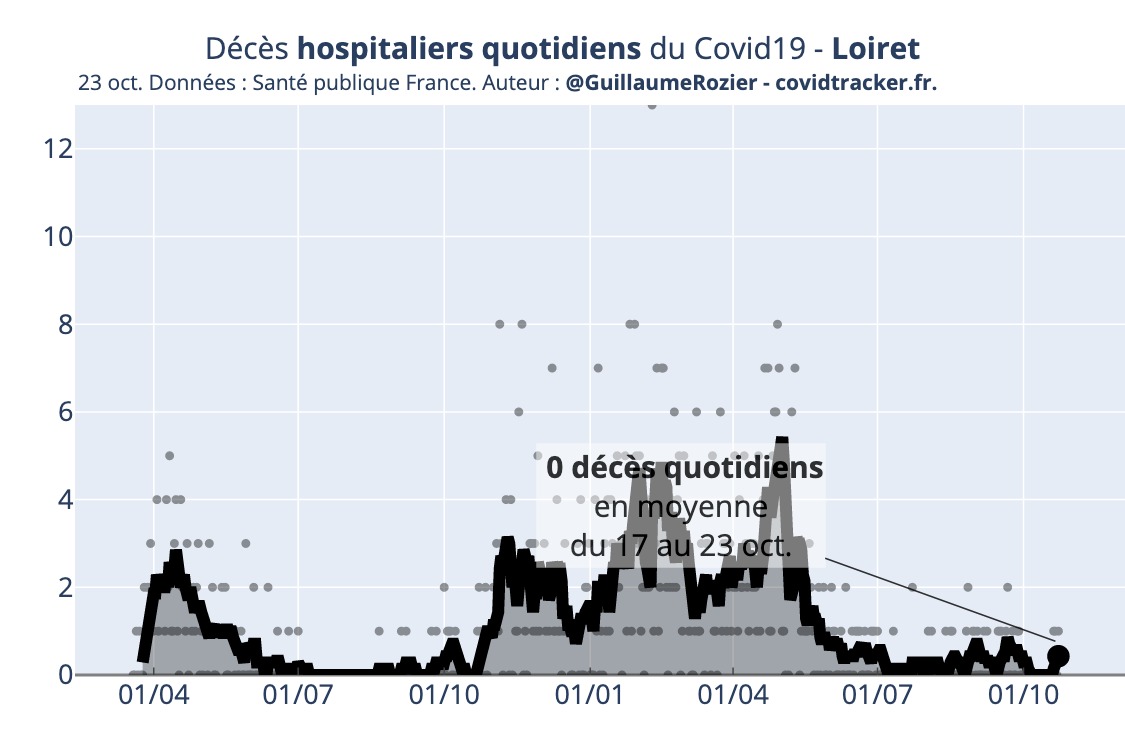 Décès hospitaliers quotidiens du Covid19 - Loiret
23 oct. Données : Santé publique France. Auteur : @GuillaumeRozier - covidtracker.fr.
12
10
8
6
4
2
0
0 décès quotidiens
en moyenne
du 17 au 23 oct.
01/04 01/07 01/10 01/01 01/04 01/07 01/10